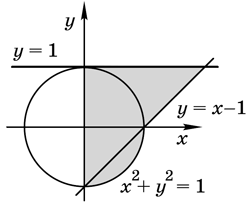 y
y = 1
y = x−1
x
x² + y² = 1